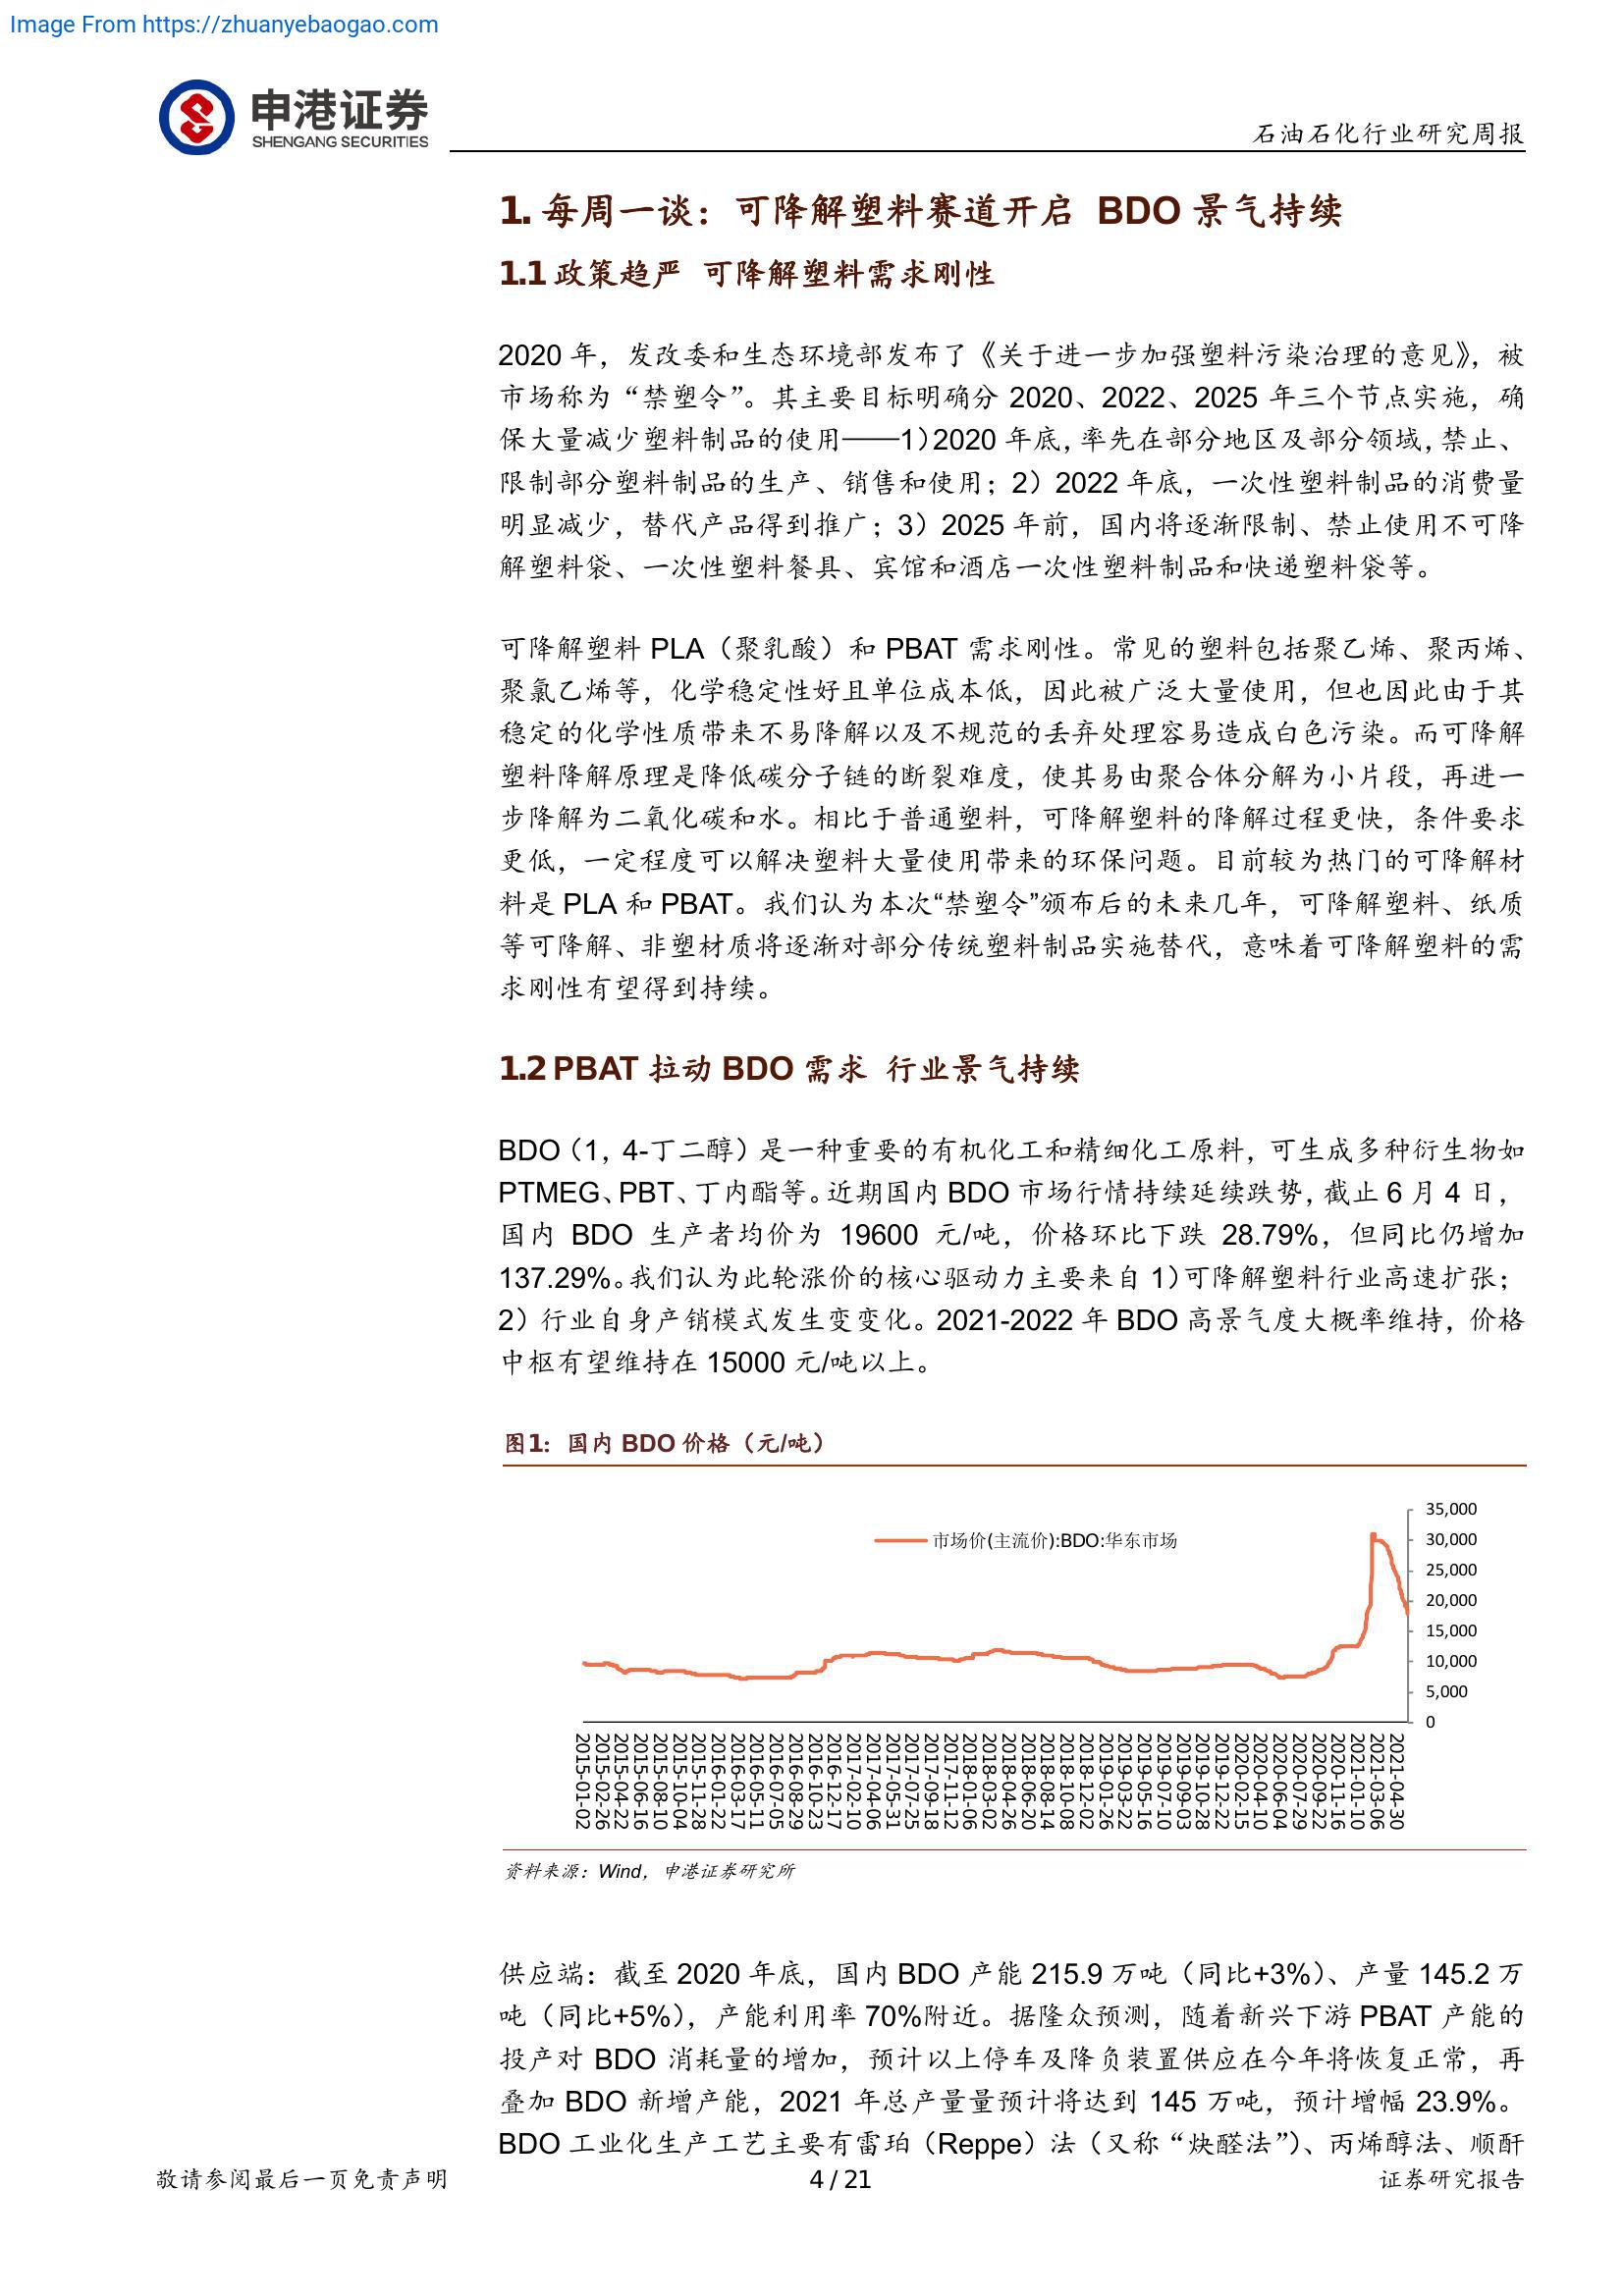 Image From https://zhuanyebaogao.com
申港证券
SHENGANG SECURITIES
石油石化行业研究周报
1. 每周一谈：可降解塑料赛道开启 BDO 景气持续
1.1 政策趋严 可降解塑料需求刚性
2020 年，发改委和生态环境部发布了《关于进一步加强塑料污染治理的意见》，被
市场称为“禁塑令”。其主要目标明确分 2020、2022、2025 年三个节点实施，确
保大量减少塑料制品的使用——1）2020 年底，率先在部分地区及部分领域，禁止、
限制部分塑料制品的生产、销售和使用；2）2022 年底，一次性塑料制品的消费量
明显减少，替代产品得到推广；3）2025 年前，国内将逐渐限制、禁止使用不可降
解塑料袋、一次性塑料餐具、宾馆和酒店一次性塑料制品和快递塑料袋等。
可降解塑料 PLA（聚乳酸）和 PBAT 需求刚性。常见的塑料包括聚乙烯、聚丙烯、
聚氯乙烯等，化学稳定性好且单位成本低，因此被广泛大量使用，但也因此由于其
稳定的化学性质带来不易降解以及不规范的丢弃处理容易造成白色污染。而可降解
塑料降解原理是降低碳分子链的断裂难度，使其易由聚合体分解为小片段，再进一
步降解为二氧化碳和水。相比于普通塑料，可降解塑料的降解过程更快，条件要求
更低，一定程度可以解决塑料大量使用带来的环保问题。目前较为热门的可降解材
料是 PLA 和 PBAT。我们认为本次“禁塑令”颁布后的未来几年，可降解塑料、纸质
等可降解、非塑材质将逐渐对部分传统塑料制品实施替代，意味着可降解塑料的需
求刚性有望得到持续。
1.2 PBAT 拉动 BDO 需求 行业景气持续
BDO（1，4-丁二醇）是一种重要的有机化工和精细化工原料，可生成多种衍生物如
PTMEG、PBT、丁内酯等。近期国内 BDO 市场行情持续延续跌势，截止 6 月 4 日，
国内 BDO 生产者均价为 19600 元/吨，价格环比下跌 28.79%，但同比仍增加
137.29%。我们认为此轮涨价的核心驱动力主要来自 1）可降解塑料行业高速扩张；
2）行业自身产销模式发生变变化。2021-2022 年 BDO 高景气度大概率维持，价格
中枢有望维持在 15000 元/吨以上。
图1：国内 BDO 价格（元/吨）
市场价(主流价):BDO:华东市场
35,000
30,000
25,000
20,000
15,000
10,000
5,000
0
2015-01-02
2015-02-26
2015-04-22
2015-06-16
2015-08-10
2015-10-04
2015-11-28
2016-01-22
2016-03-17
2016-05-11
2016-07-05
2016-08-29
2016-10-23
2016-12-17
2017-02-10
2017-04-06
2017-05-31
2017-07-25
2017-09-18
2017-11-12
2018-01-06
2018-03-02
2018-04-26
2018-06-20
2018-08-14
2018-10-08
2018-12-02
2019-01-26
2019-03-22
2019-05-16
2019-07-10
2019-09-03
2019-10-28
2019-12-22
2020-02-15
2020-04-10
2020-06-04
2020-07-29
2020-09-22
2020-11-16
2021-01-10
2021-03-06
2021-04-30
资料来源：Wind，申港证券研究所
供应端：截至 2020 年底，国内 BDO 产能 215.9 万吨（同比+3%）、产量 145.2 万
吨（同比+5%），产能利用率 70%附近。据隆众预测，随着新兴下游 PBAT 产能的
投产对 BDO 消耗量的增加，预计以上停车及降负装置供应在今年将恢复正常，再
叠加 BDO 新增产能，2021 年总产量量预计将达到 145 万吨，预计增幅 23.9%。
BDO 工业化生产工艺主要有雷珀（Reppe）法（又称“炔醛法”）、丙烯醇法、顺酐
敬请参阅最后一页免责声明
4 / 21
证券研究报告